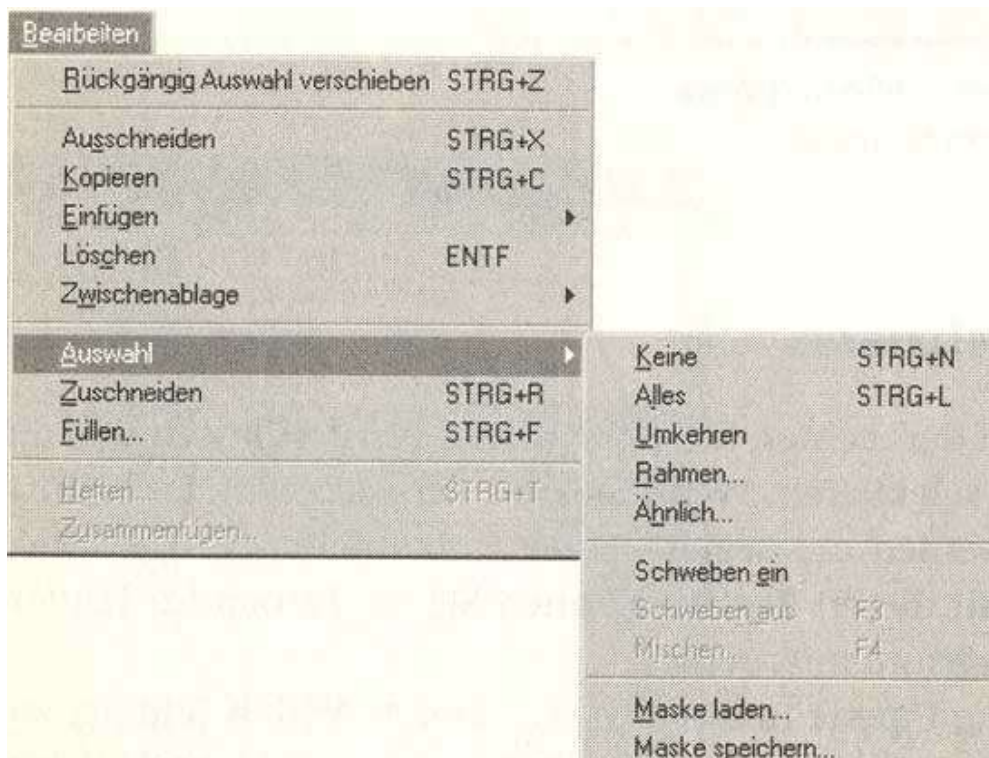 Bearbeiten
Rückgängig Auswahl verschieben STRG+Z
Ausschneiden STRG+X
Kopieren STRG+C
Einfügen
Löschen ENTF
Zwischenablage
Auswahl
Zuschneiden STRG+R
Füllen... STRG+F
Heften... STRG+T
Zusammenfügen...
Keine STRG+N
Alles STRG+L
Umkehren
Rahmen...
Ähnlich...
Schweben ein
Schweben aus F3
Mischen... F4
Maske laden...
Maske speichern...